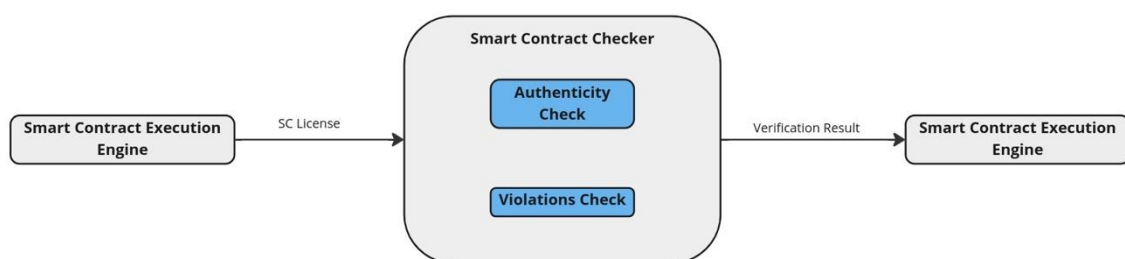 Smart Contract Execution
Engine
SC License
Smart Contract Checker
Authenticity
Check
Violations Check
Verification Result
Smart Contract Execution
Engine